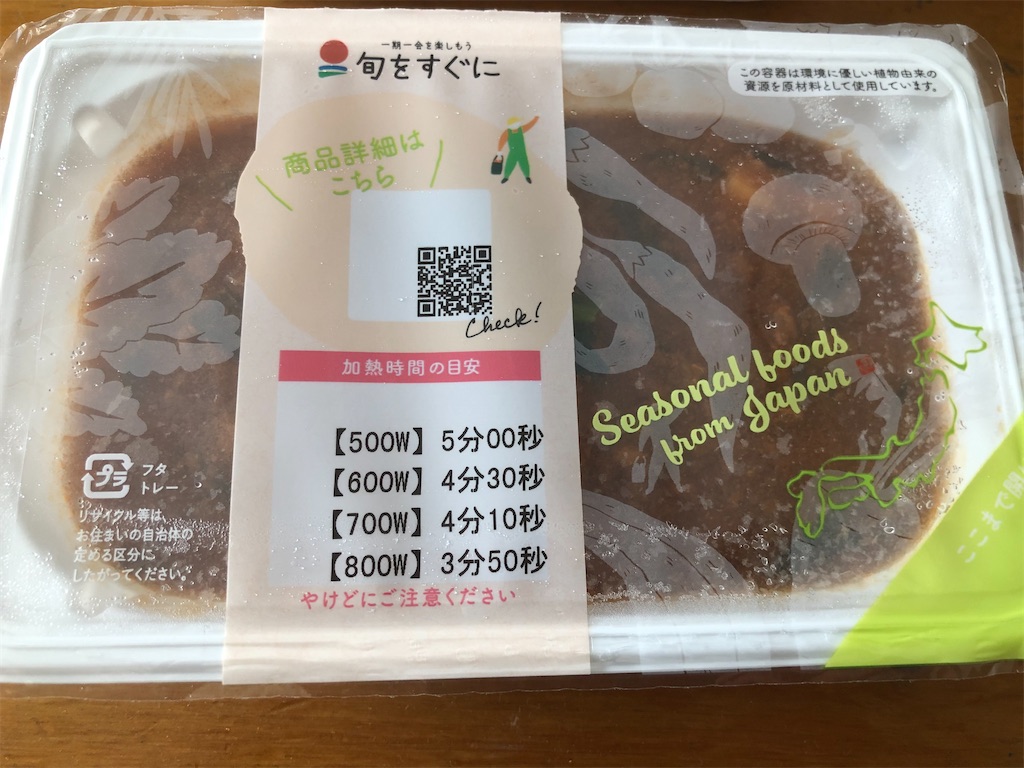 一期一会を楽しもう
旬をすぐに
この容器は環境に優しい植物由来の
資源を原材料として使用しています。
商品詳細は
こちら
Check!
加熱時間の目安
【500W】 5分00秒
【600W】 4分30秒
【700W】 4分10秒
【800W】 3分50秒
やけどにご注意ください
Seasonal foods
from Japan
プラ
フタ
トレー
リサイクル等は、
お住まいの自治体の
定める区分に
したがってください。
ここまで開